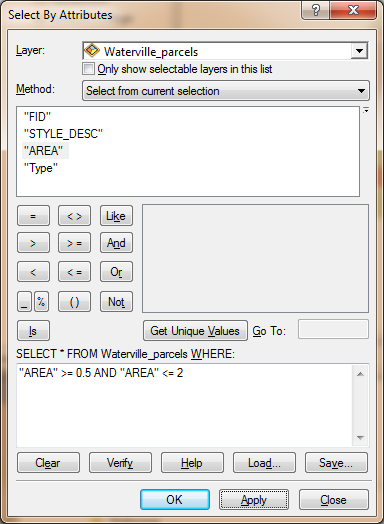 Select By Attributes
Layer: Waterville_parcels
Only show selectable layers in this list
Method: Select from current selection
"FID"
"STYLE_DESC"
"AREA"
"Type"
= < > Like
> > = And
< < = Or
_ % ( ) Not
Is Get Unique Values Go To:
SELECT * FROM Waterville_parcels WHERE:
"AREA" >= 0.5 AND "AREA" <= 2
Clear Verify Help Load... Save...
OK Apply Close